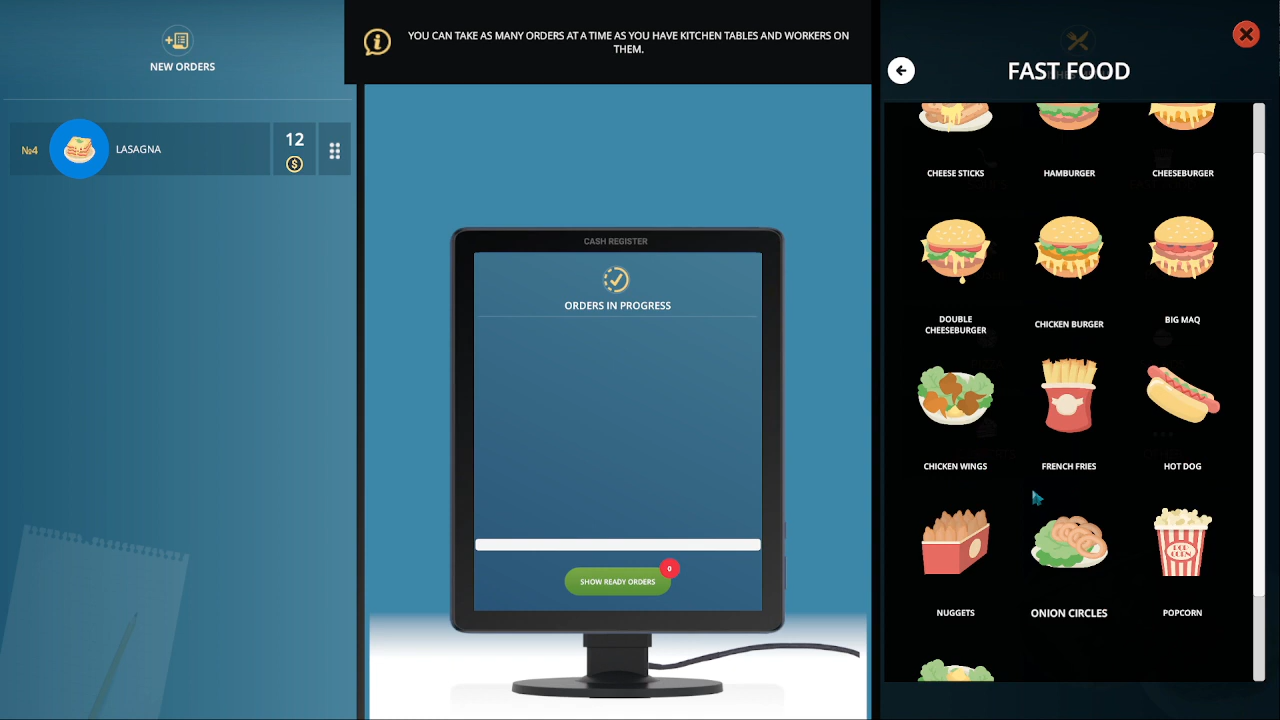 NEW ORDERS
№4
LASAGNA
12
$
YOU CAN TAKE AS MANY ORDERS AT A TIME AS YOU HAVE KITCHEN TABLES AND WORKERS ON
THEM.
CASH REGISTER
ORDERS IN PROGRESS
SHOW READY ORDERS
0
FAST FOOD
CHEESE STICKS
HAMBURGER
CHEESEBURGER
DOUBLE
CHEESEBURGER
CHICKEN BURGER
BIG MAQ
CHICKEN WINGS
FRENCH FRIES
HOT DOG
NUGGETS
ONION CIRCLES
POPCORN